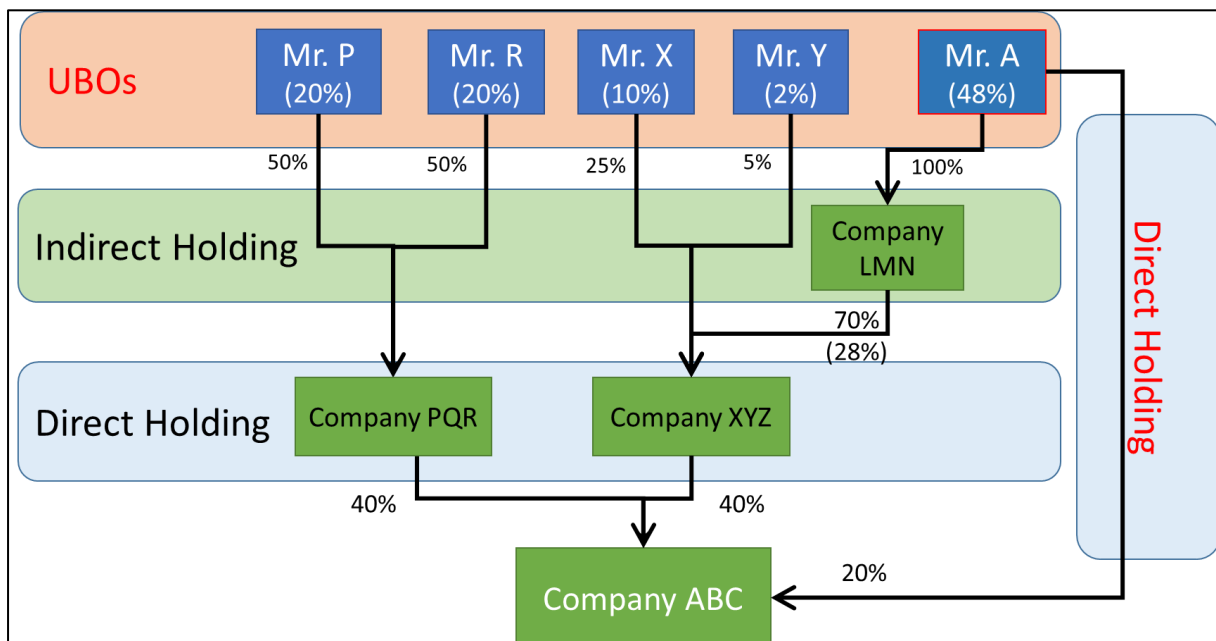 UBOs
Mr. P
(20%)
Mr. R
(20%)
Mr. X
(10%)
Mr. Y
(2%)
Mr. A
(48%)
50%
50%
25%
5%
100%
Indirect Holding
Company
LMN
70%
(28%)
Direct Holding
Direct Holding
Company PQR
Company XYZ
40%
40%
20%
Company ABC